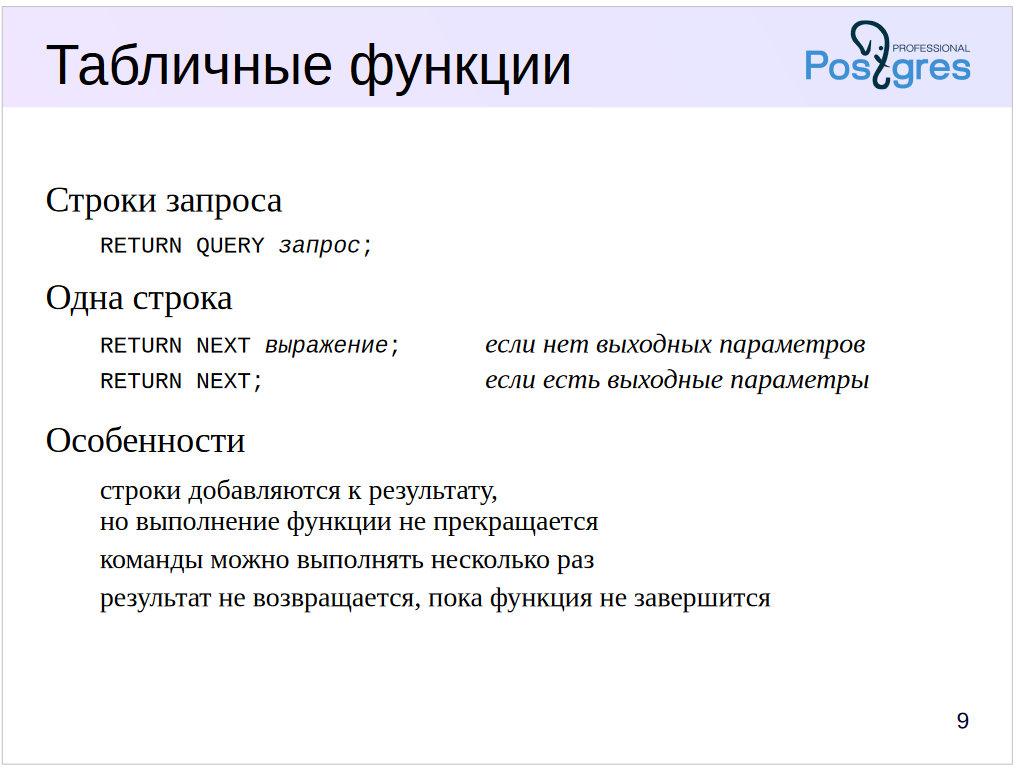 Табличные функции
PROFESSIONAL
Postgres
Строки запроса
RETURN QUERY запрос;
Одна строка
RETURN NEXT выражение; если нет выходных параметров
RETURN NEXT; если есть выходные параметры
Особенности
строки добавляются к результату,
но выполнение функции не прекращается
команды можно выполнять несколько раз
результат не возвращается, пока функция не завершится
9